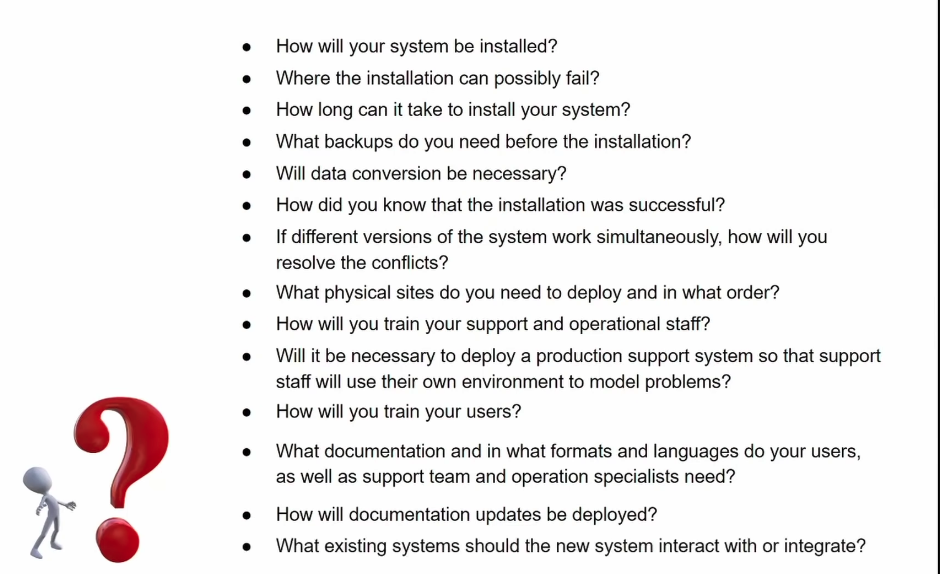 ● How will your system be installed?
● Where the installation can possibly fail?
● How long can it take to install your system?
● What backups do you need before the installation?
● Will data conversion be necessary?
● How did you know that the installation was successful?
● If different versions of the system work simultaneously, how will you
resolve the conflicts?
● What physical sites do you need to deploy and in what order?
● How will you train your support and operational staff?
● Will it be necessary to deploy a production support system so that support
staff will use their own environment to model problems?
● How will you train your users?
● What documentation and in what formats and languages do your users,
as well as support team and operation specialists need?
● How will documentation updates be deployed?
● What existing systems should the new system interact with or integrate?